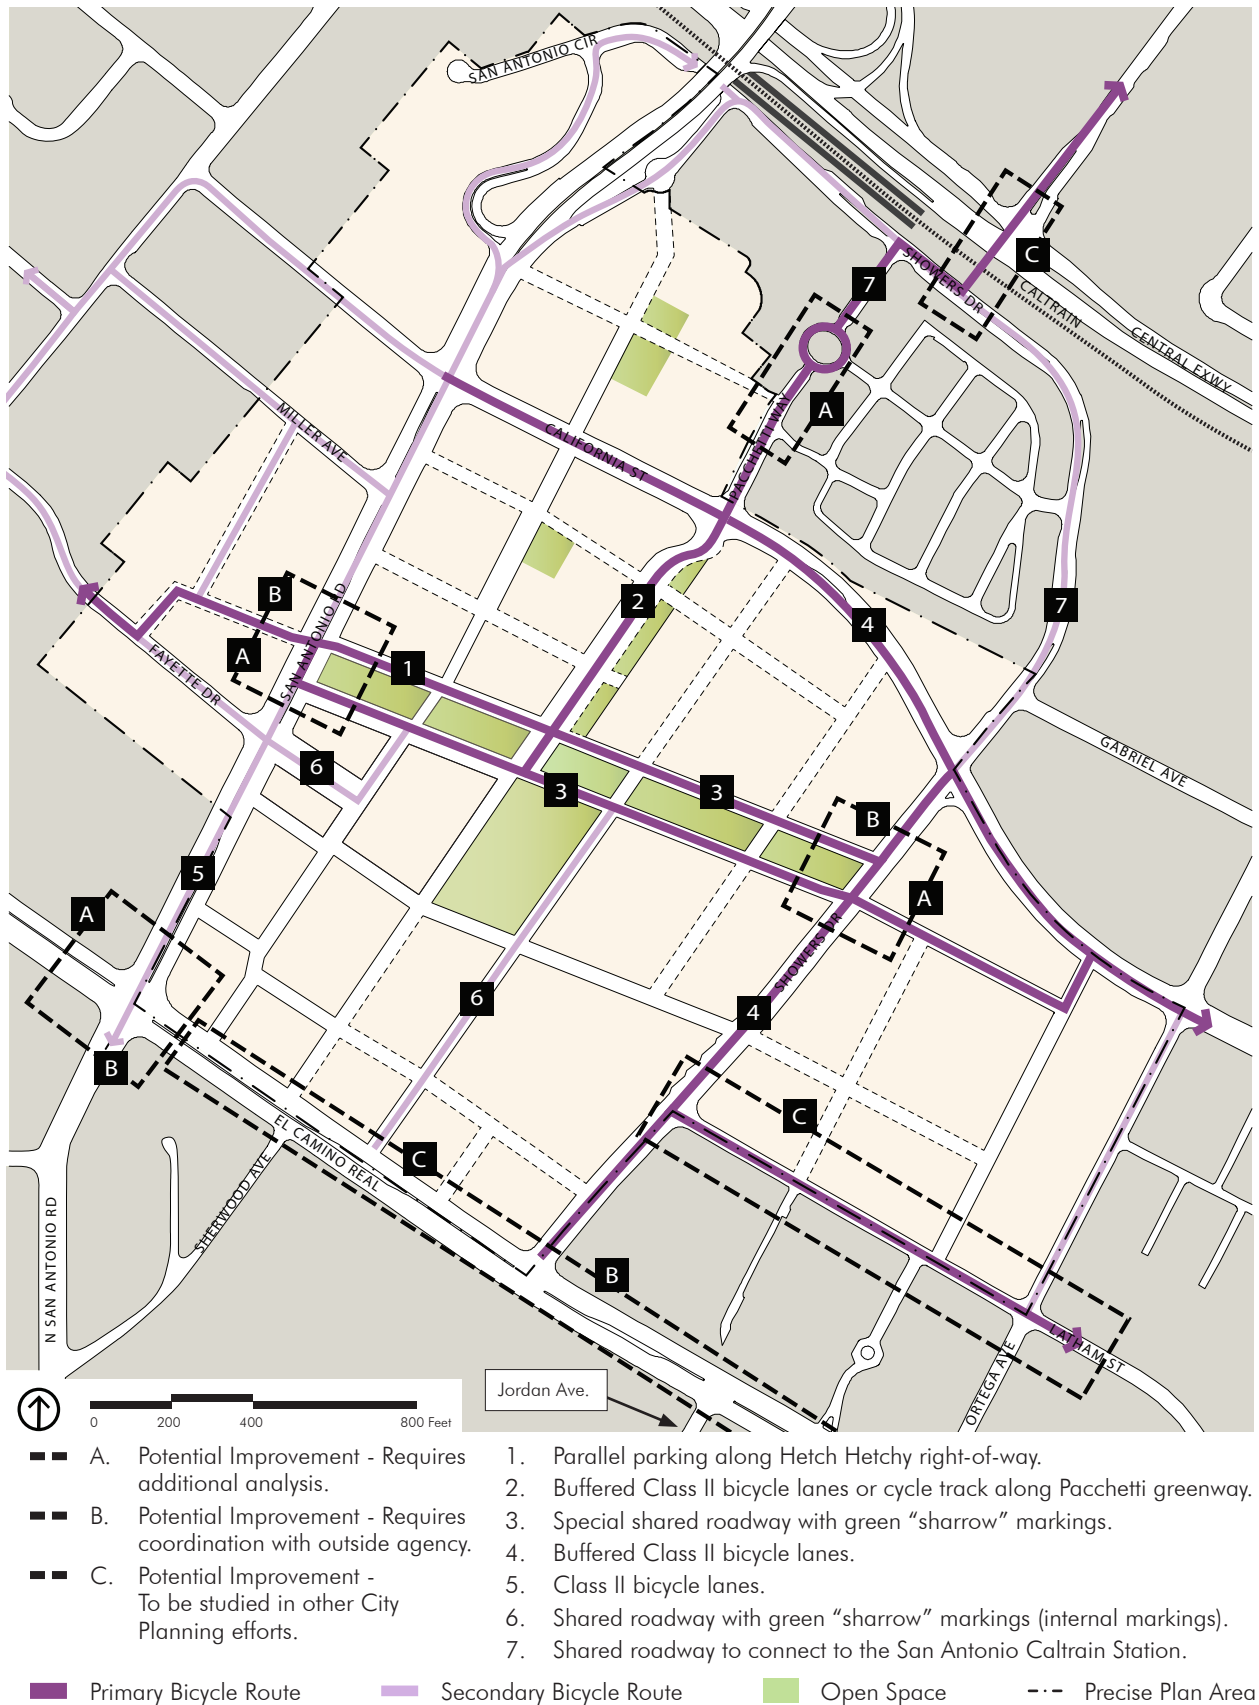 SAN ANTONIO CIR
C
7
SHOWERS DR
CALTRAIN
CENTRAL EXWY
A
MILLER AVE
CALIFORNIA ST
PACCHETTI WAY
B
2
7
4
A
SAN ANTONIO RD
1
FAYETTE DR
SAN ANTONIO RD
GABRIEL AVE
6
3
3
B
5
A
A
SHOWERS DR
6
4
B
C
EL CAMINO REAL
C
SHERWOOD AVE
N SAN ANTONIO RD
B
LATHAM ST
ORTEGA AVE
Jordan Ave.
0 200 400 800 Feet
A. Potential Improvement - Requires
additional analysis.
B. Potential Improvement - Requires
coordination with outside agency.
C. Potential Improvement -
To be studied in other City
Planning efforts.
1. Parallel parking along Hetch Hetchy right-of-way.
2. Buffered Class II bicycle lanes or cycle track along Pacchetti greenway.
3. Special shared roadway with green “sharrow” markings.
4. Buffered Class II bicycle lanes.
5. Class II bicycle lanes.
6. Shared roadway with green “sharrow” markings (internal markings).
7. Shared roadway to connect to the San Antonio Caltrain Station.
Primary Bicycle Route
Secondary Bicycle Route
Open Space
Precise Plan Area